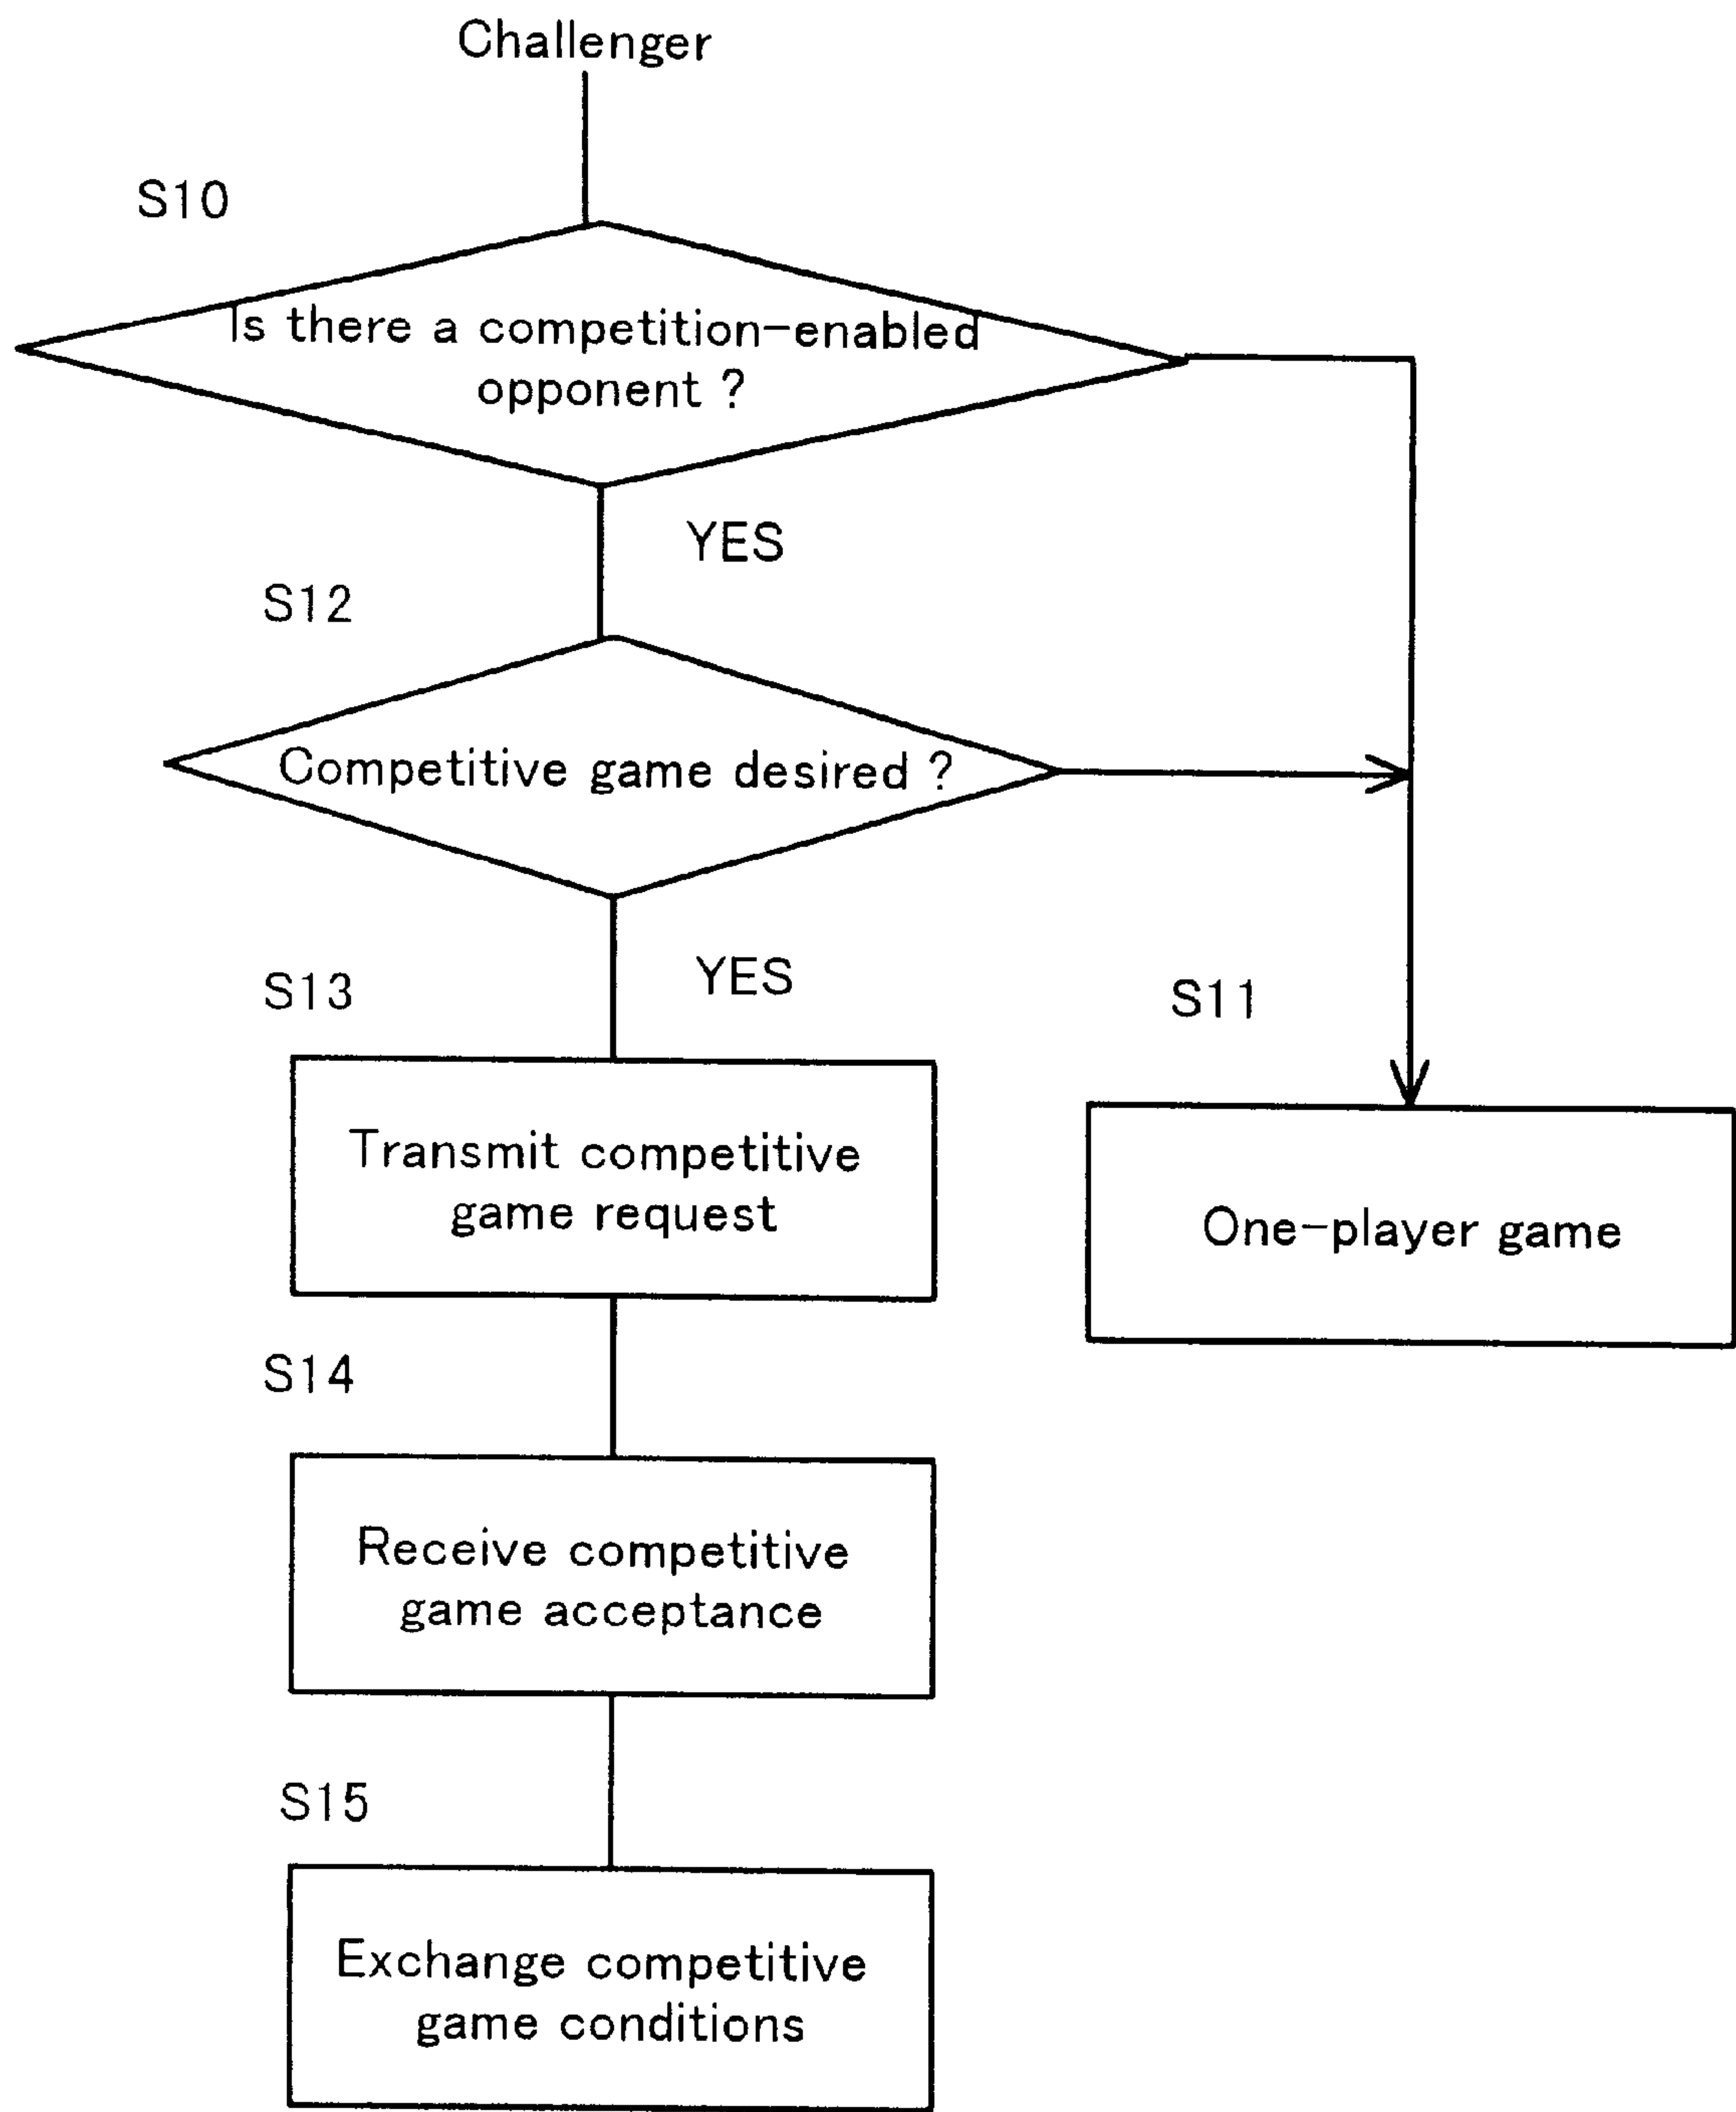 Challenger
S10
Is there a competition-enabled
opponent ?
YES
S12
Competitive game desired ?
YES
S13
S11
Transmit competitive
game request
One-player game
S14
Receive competitive
game acceptance
S15
Exchange competitive
game conditions